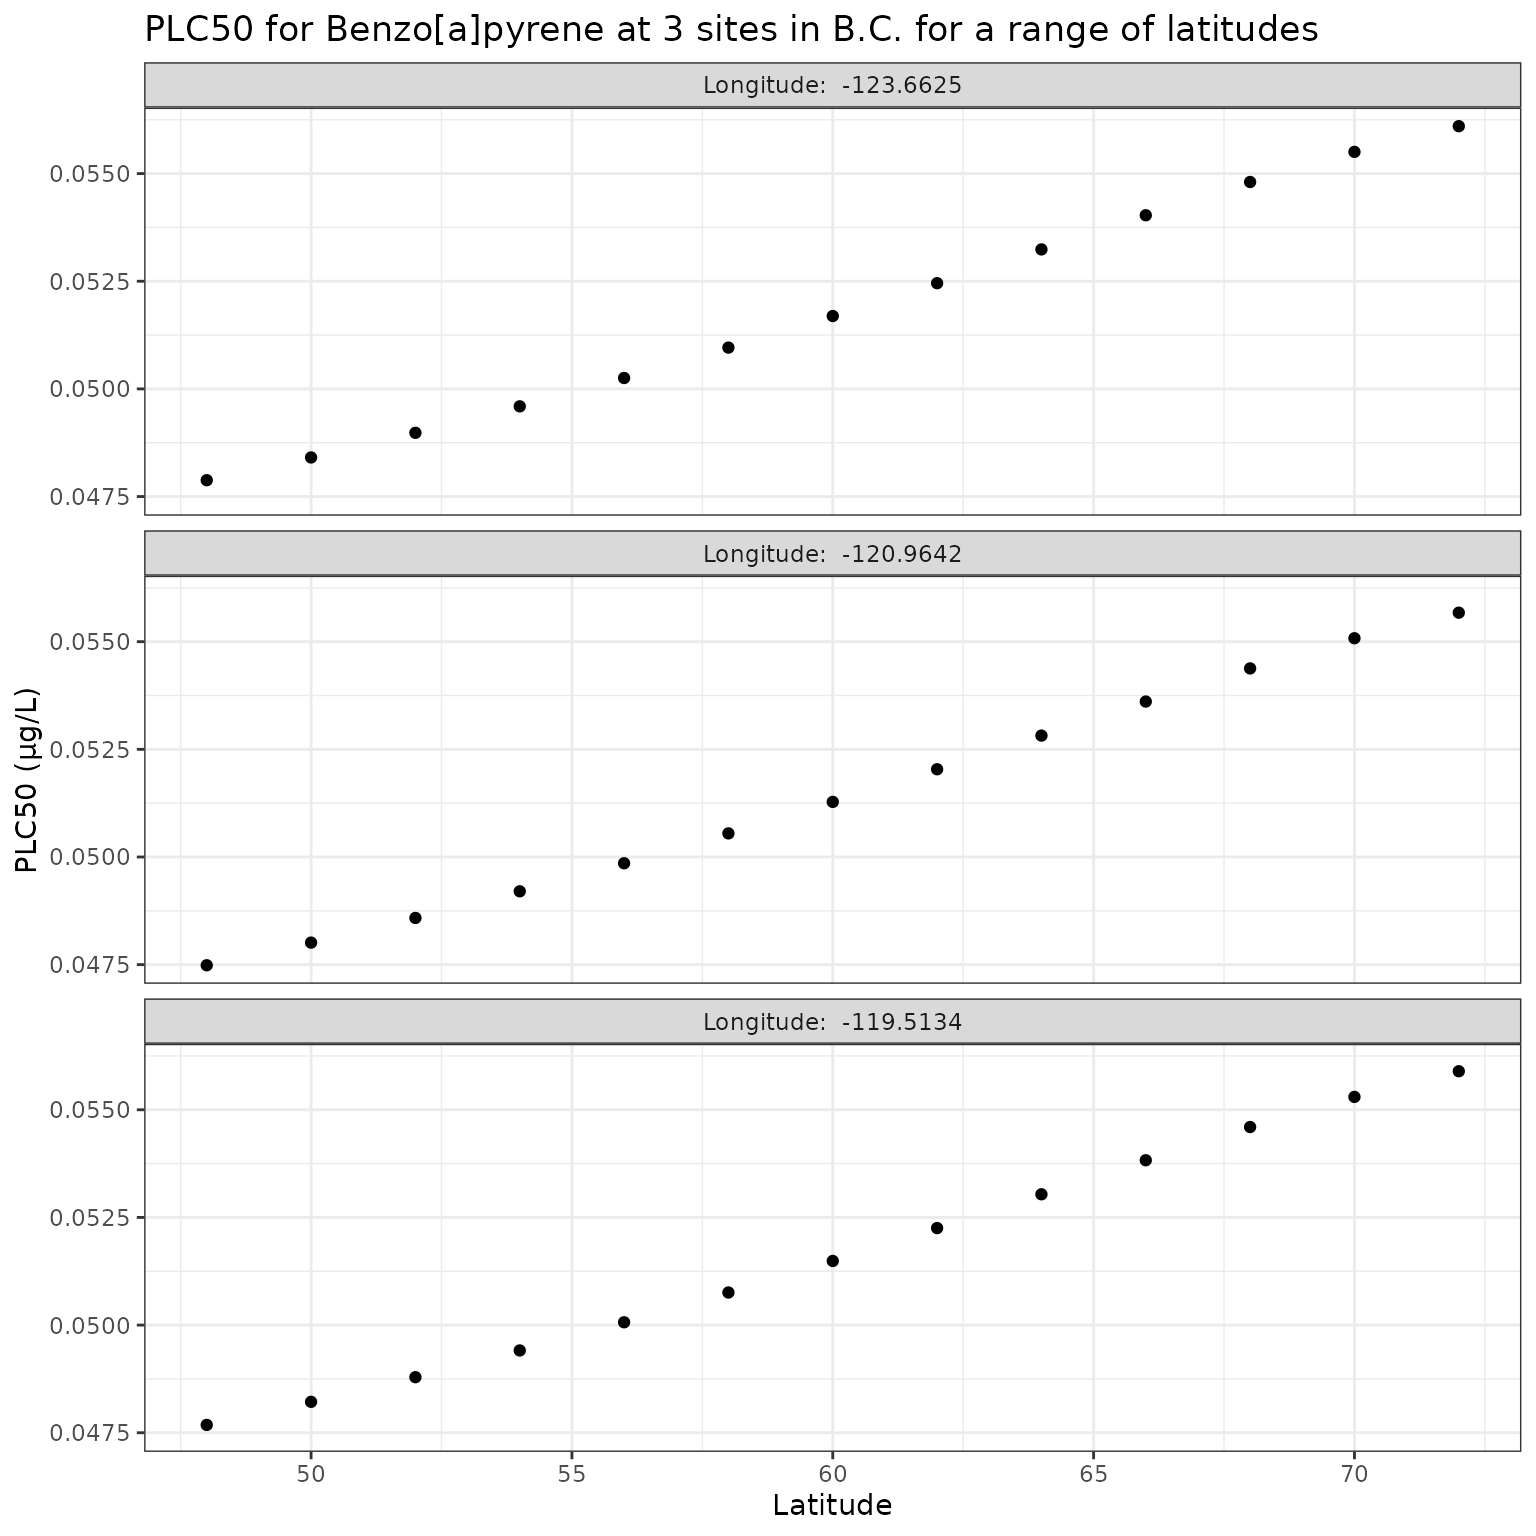 PLC50 for Benzo[a]pyrene at 3 sites in B.C. for a range of latitudes
Longitude:  -123.6625
0.0550
0.0525
0.0500
0.0475
Longitude:  -120.9642
0.0550
0.0525
0.0500
0.0475
PLC50 (µg/L)
Longitude:  -119.5134
0.0550
0.0525
0.0500
0.0475
50 55 60 65 70
Latitude